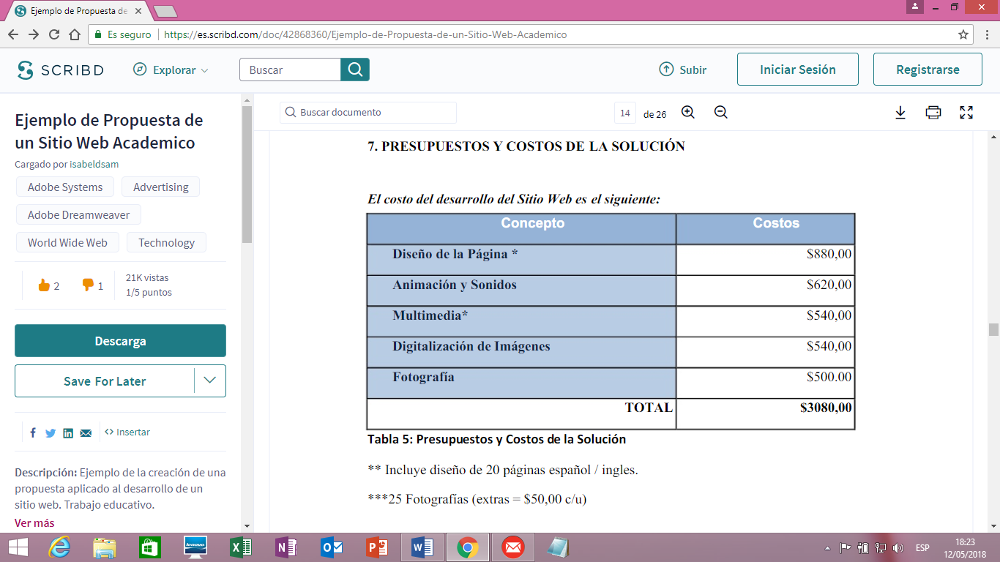 Ejemplo de Propuesta de
Es seguro
https://es.scribd.com/doc/42868360/Ejemplo-de-Propuesta-de-un-Sitio-Web-Academico
SCRIBD
Explorar
Buscar
Subir
Iniciar Sesión
Registrarse
Ejemplo de Propuesta de
un Sitio Web Academico
Cargado por isabeldsam
Adobe Systems
Advertising
Adobe Dreamweaver
World Wide Web
Technology
2
1
21K vistas
1/5 puntos
Descarga
Save For Later
Insertar
Descripción: Ejemplo de la creación de una
propuesta aplicado al desarrollo de un
sitio web. Trabajo educativo.
Ver más
Buscar documento
14 de 26
7. PRESUPUESTOS Y COSTOS DE LA SOLUCIÓN
El costo del desarrollo del Sitio Web es el siguiente:
Concepto Costos
Diseño de la Página * $880,00
Animación y Sonidos $620,00
Multimedia* $540,00
Digitalización de Imágenes $540,00
Fotografía $500.00
TOTAL $3080,00
Tabla 5: Presupuestos y Costos de la Solución
** Incluye diseño de 20 páginas español / ingles.
***25 Fotografías (extras = $50,00 c/u)
lenovo
ESP
18:23
12/05/2018